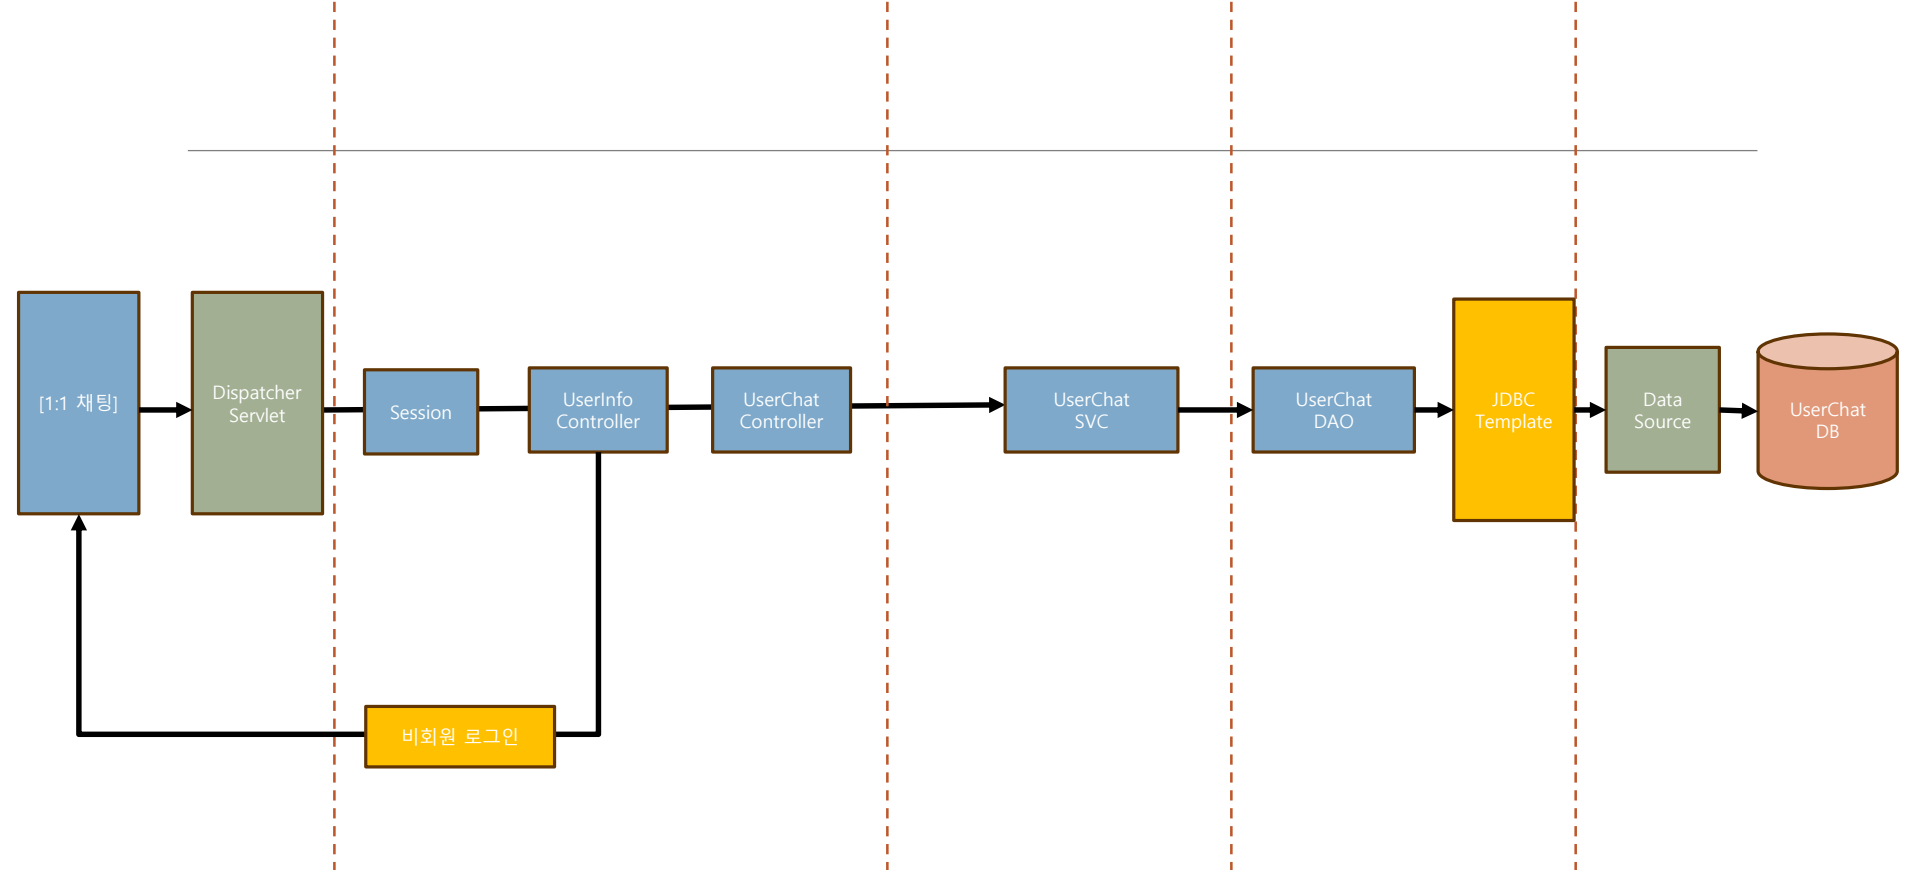 [1:1 채팅]
Dispatcher
Servlet
Session
UserInfo
Controller
UserChat
Controller
UserChat
SVC
UserChat
DAO
JDBC
Template
Data
Source
UserChat
DB
비회원 로그인